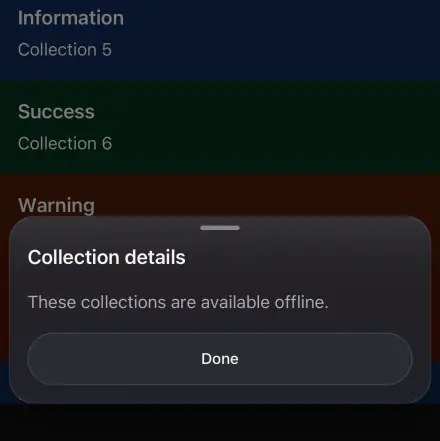 Information
Collection 5
Success
Collection 6
Warning
Collection details
These collections are available offline.
Done